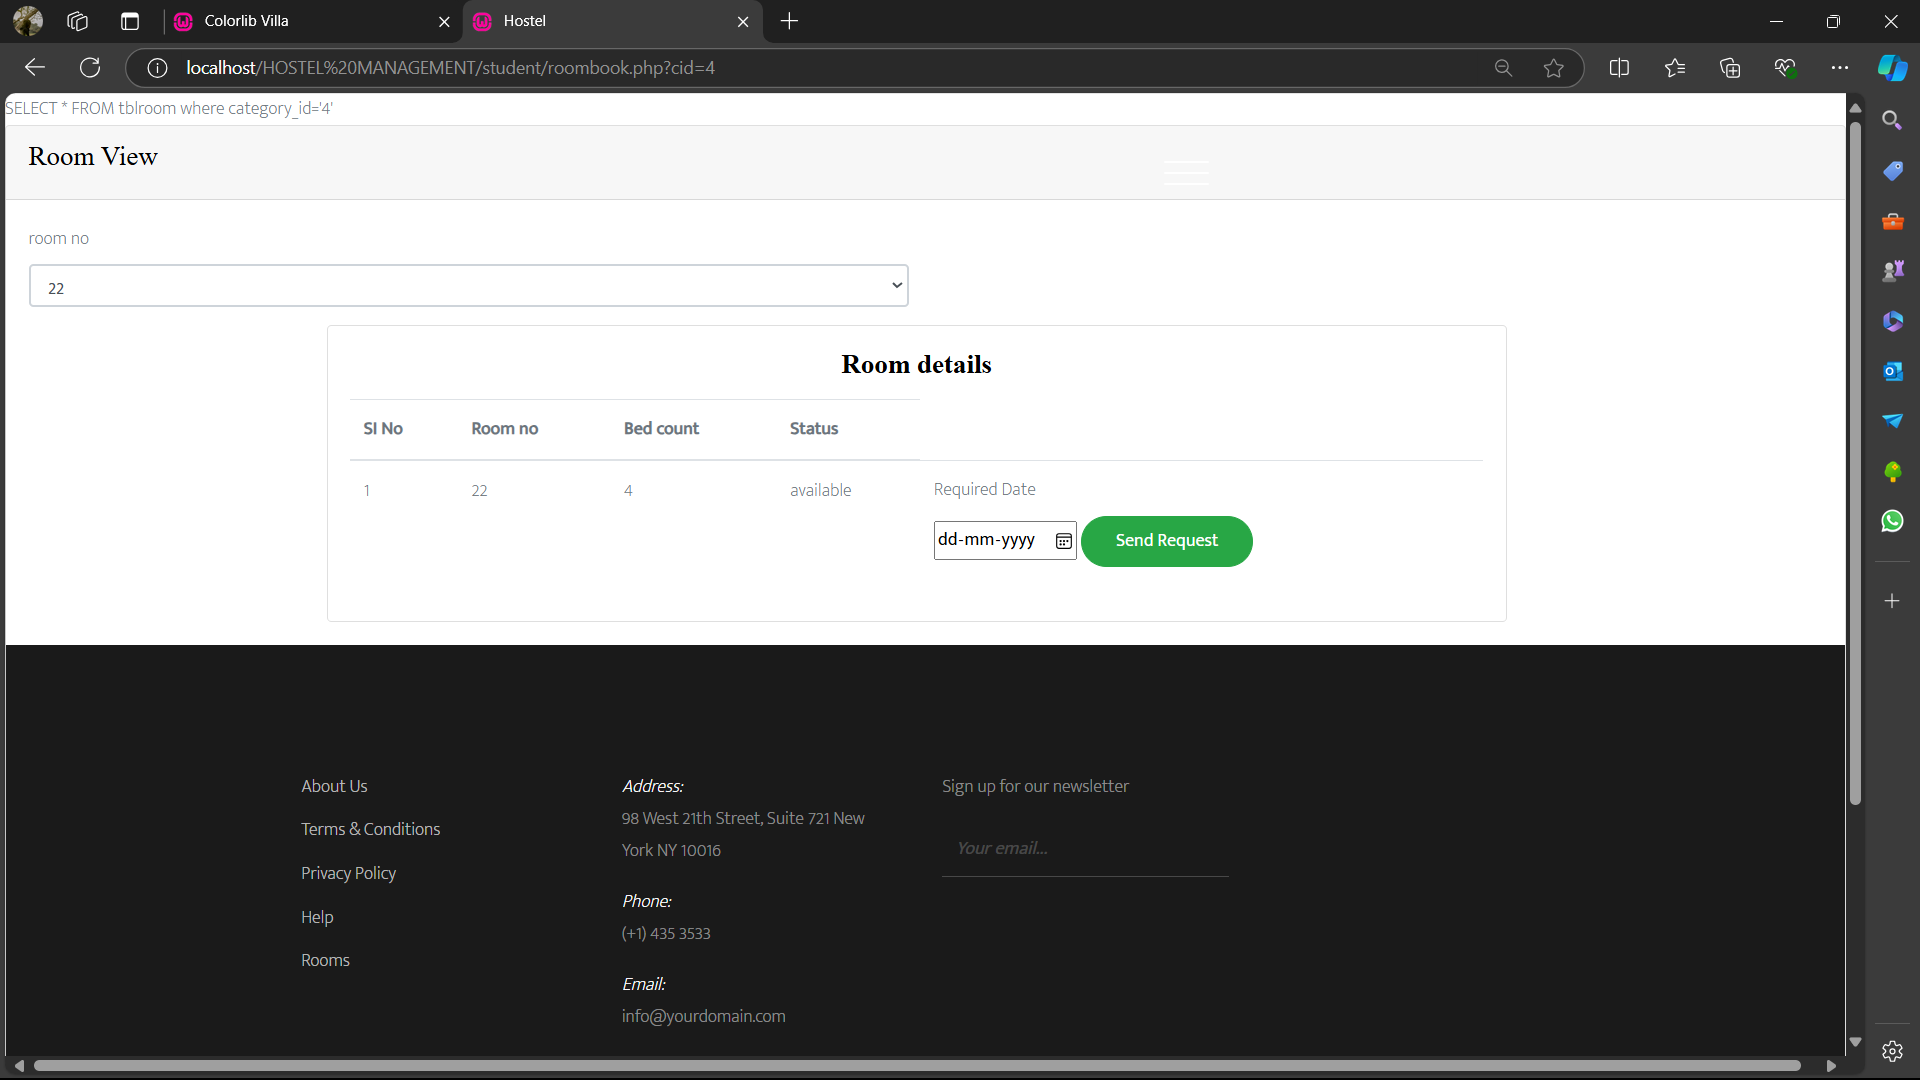 Colorlib Villa
Hostel
localhost/HOSTEL%20MANAGEMENT/student/roombook.php?cid=4
SELECT * FROM tblroom where category_id='4'
Room View
room no
22
Room details
Sl No Room no Bed count Status
1 22 4 available Required Date
dd-mm-yyyy Send Request
About Us
Terms & Conditions
Privacy Policy
Help
Rooms
Address:
98 West 21th Street, Suite 721 New
York NY 10016
Phone:
(+1) 435 3533
Email:
info@yourdomain.com
Sign up for our newsletter
Your email...